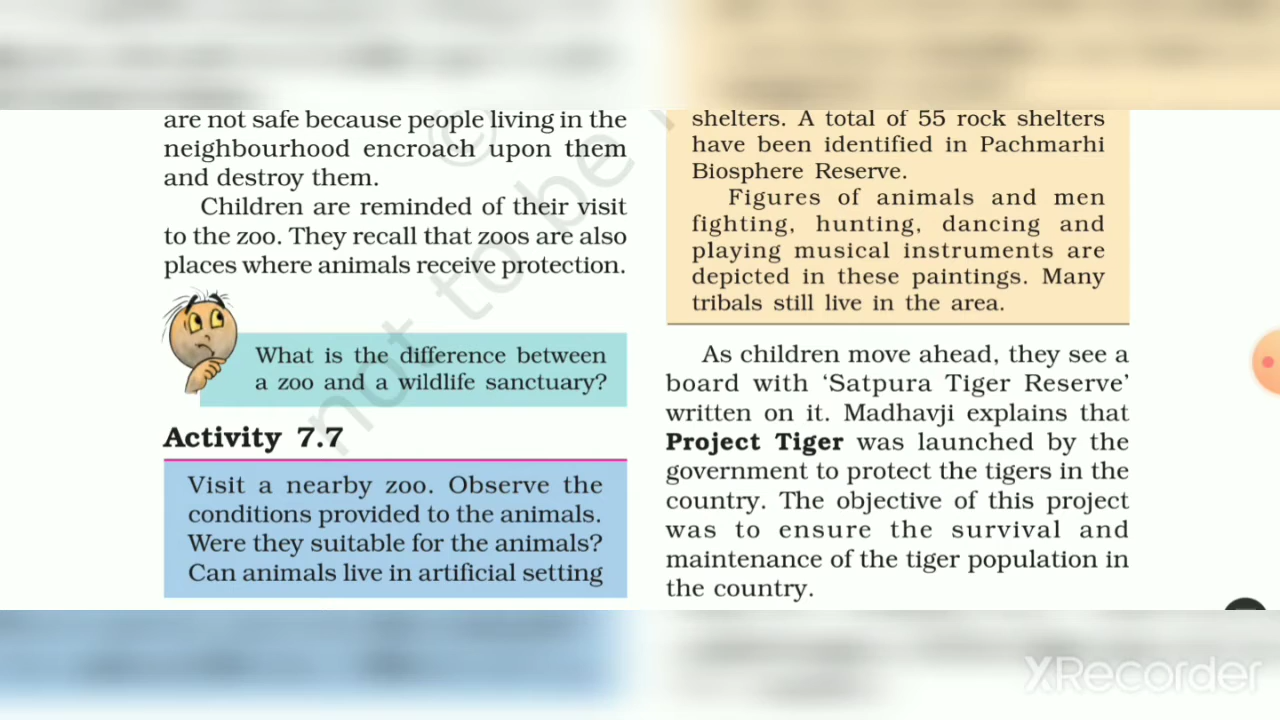 are not safe because people living in the
neighbourhood encroach upon them
and destroy them.
Children are reminded of their visit
to the zoo. They recall that zoos are also
places where animals receive protection.
What is the difference between
a zoo and a wildlife sanctuary?
Activity 7.7
Visit a nearby zoo. Observe the
conditions provided to the animals.
Were they suitable for the animals?
Can animals live in artificial setting
shelters. A total of 55 rock shelters
have been identified in Pachmarhi
Biosphere Reserve.
Figures of animals and men
fighting, hunting, dancing and
playing musical instruments are
depicted in these paintings. Many
tribals still live in the area.
As children move ahead, they see a
board with ‘Satpura Tiger Reserve’
written on it. Madhavji explains that
Project Tiger was launched by the
government to protect the tigers in the
country. The objective of this project
was to ensure the survival and
maintenance of the tiger population in
the country.
©
not to be
XRecorder